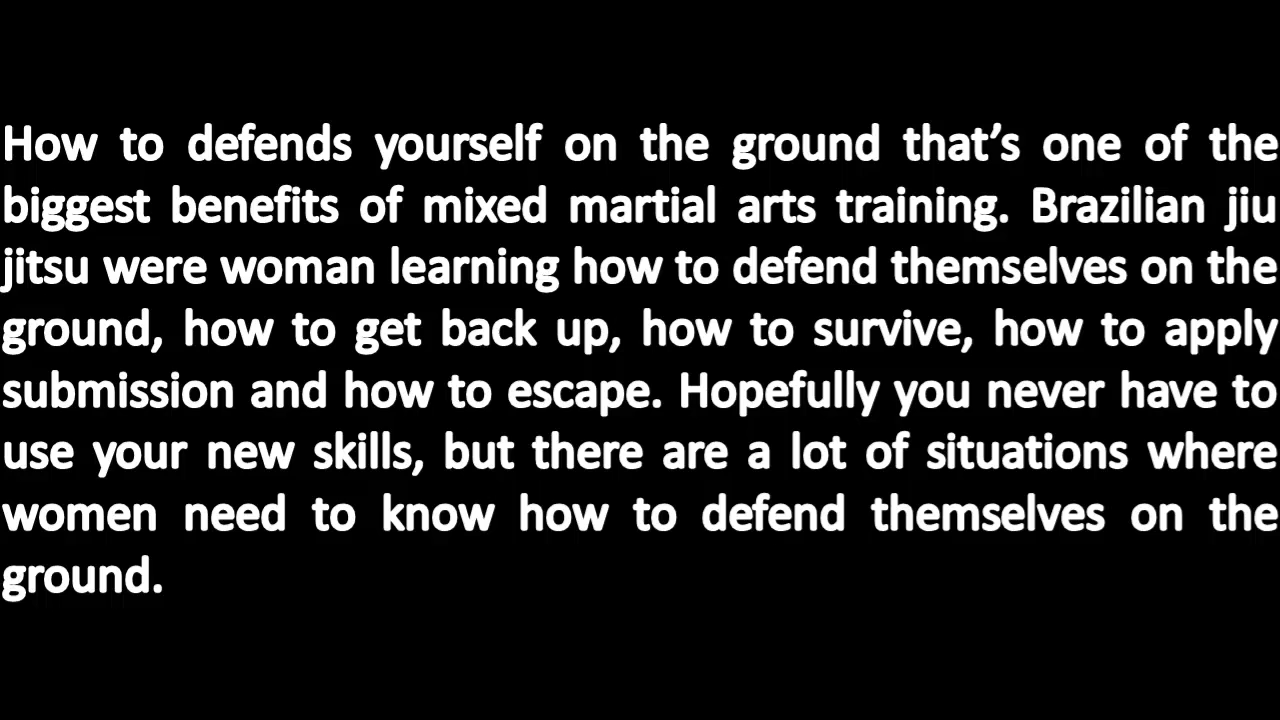 How to defends yourself on the ground that’s one of the
biggest benefits of mixed martial arts training. Brazilian jiu
jitsu were woman learning how to defend themselves on the
ground, how to get back up, how to survive, how to apply
submission and how to escape. Hopefully you never have to
use your new skills, but there are a lot of situations where
women need to know how to defend themselves on the
ground.